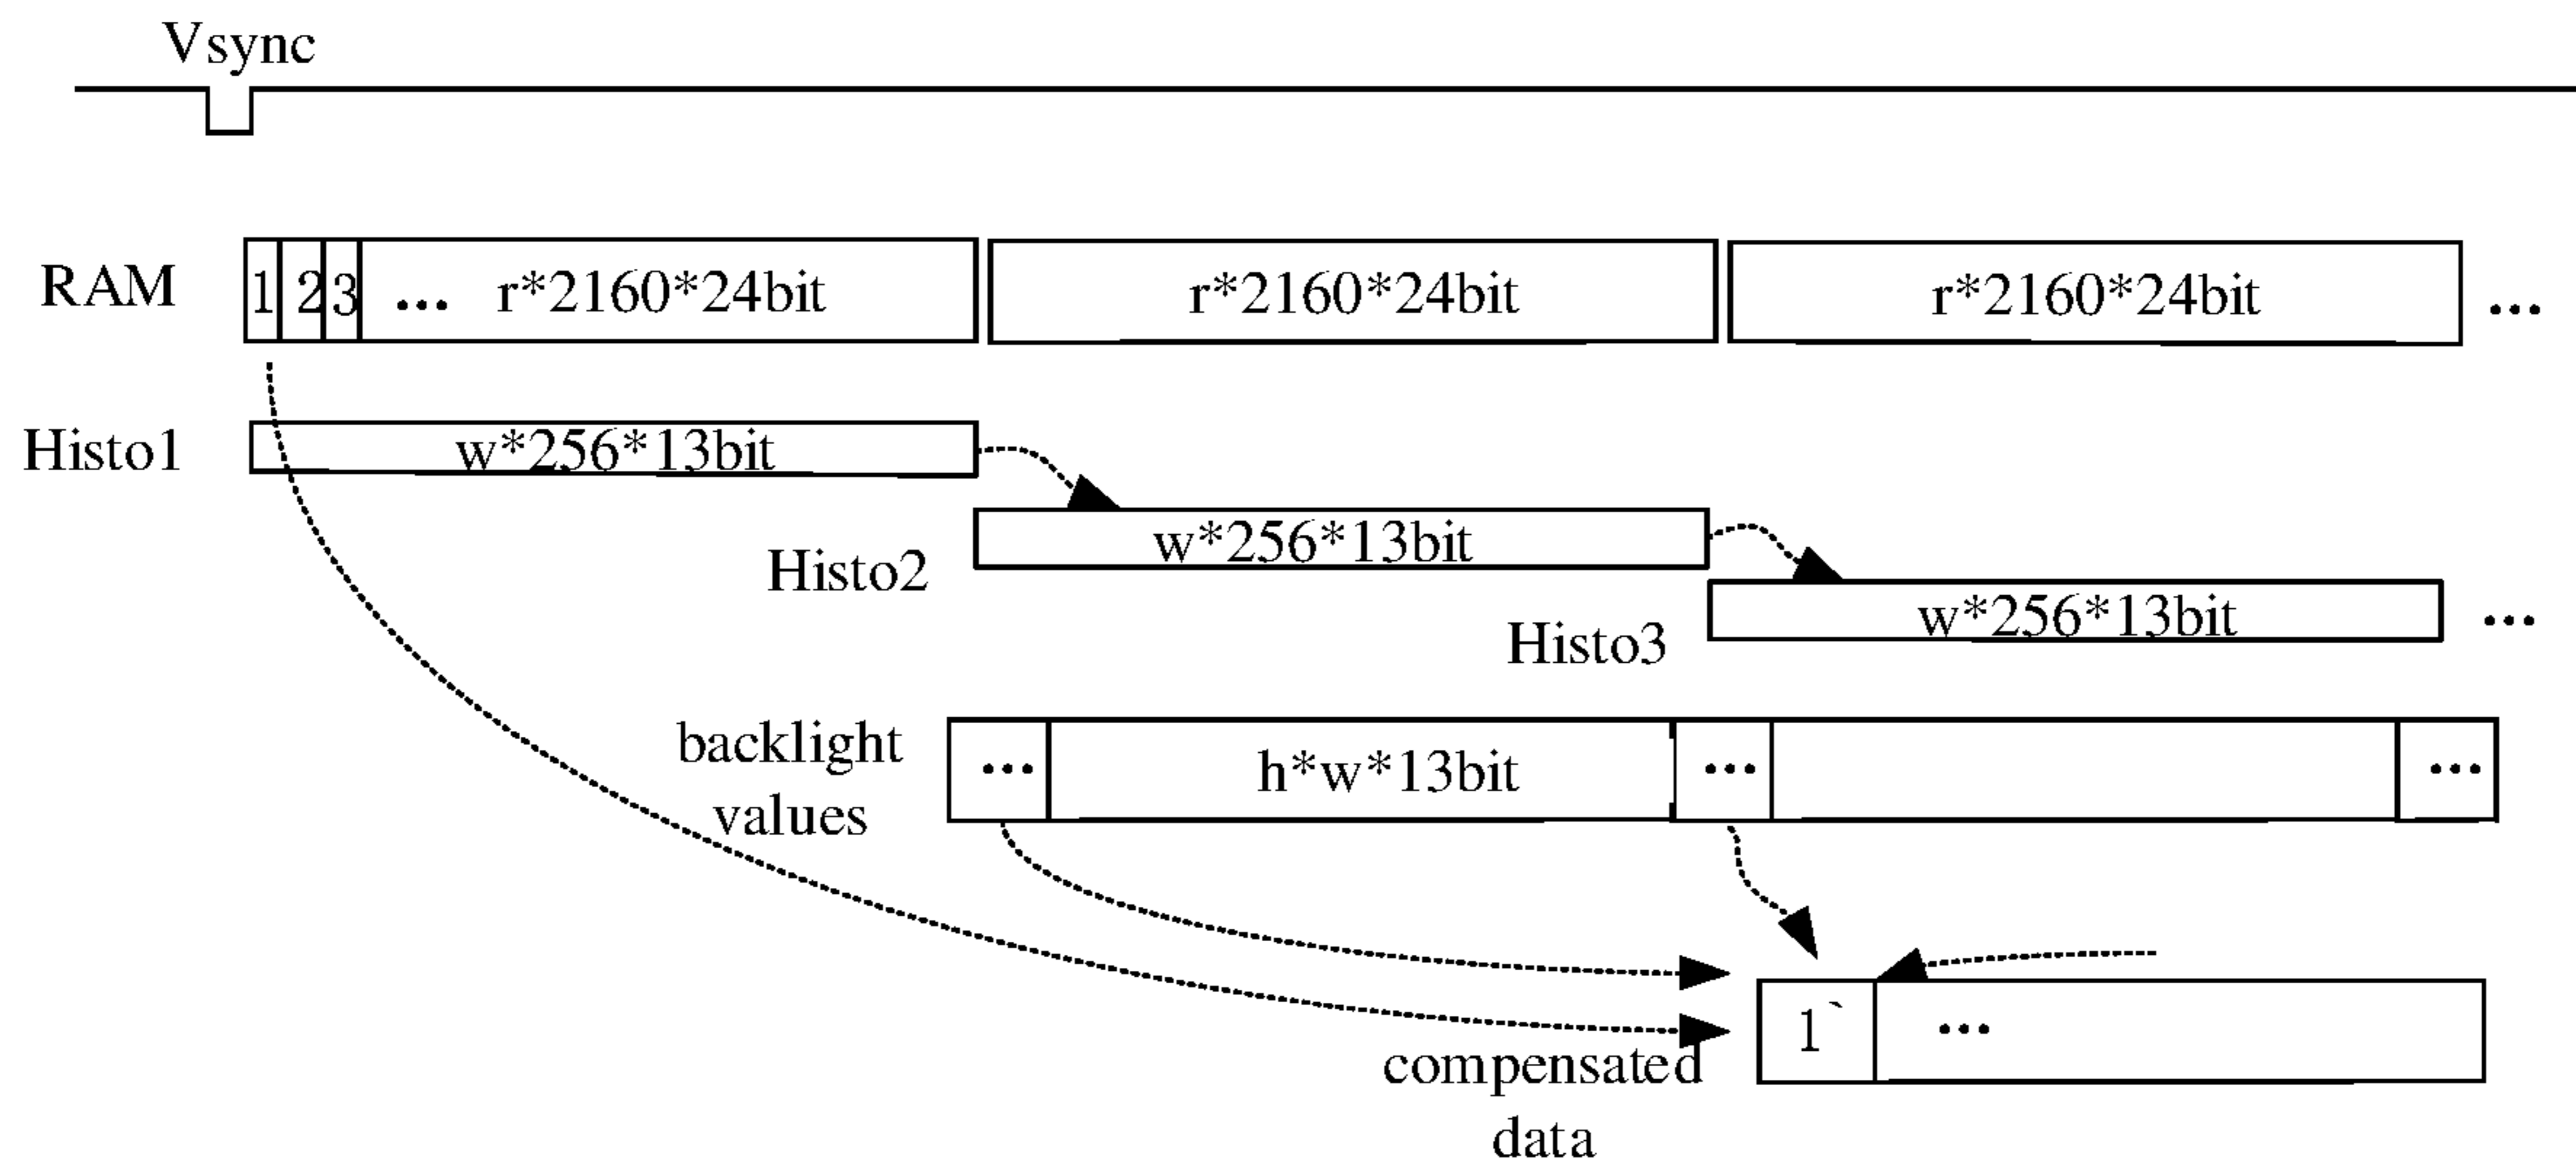 Vsync
RAM 1 2 3 ... r*2160*24bit r*2160*24bit r*2160*24bit ...
Histo1 w*256*13bit
Histo2 w*256*13bit
Histo3 w*256*13bit ...
backlight
values
... h*w*13bit ... ...
compensated
data
1` ...